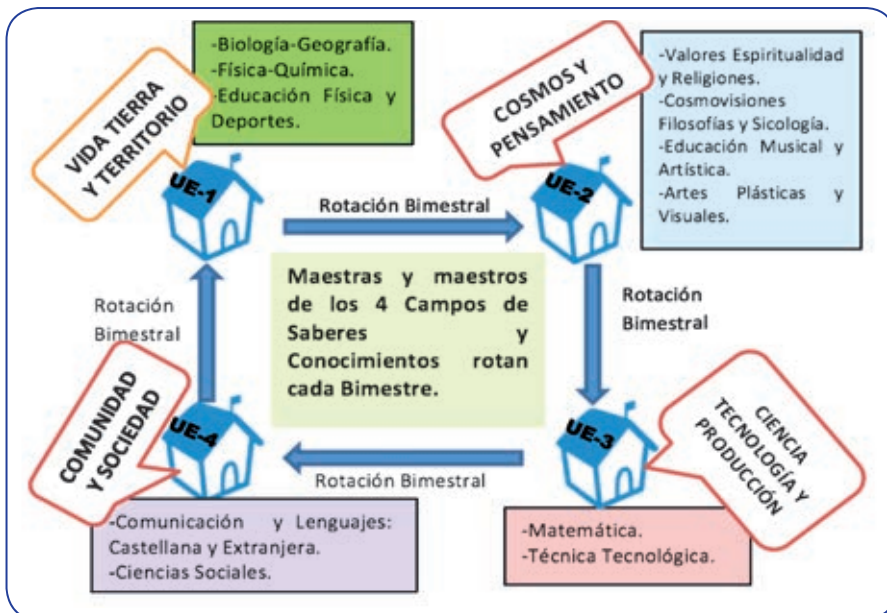 -Biología-Geografía.
-Física-Química.
-Educación Física y
Deportes.
VIDA TIERRA
Y TERRITORIO
UE-1
COSMOS Y
PENSAMIENTO
-Valores Espiritualidad
y Religiones.
-Cosmovisiones
Filosofías y Sicología.
-Educación Musical y
Artística.
-Artes Plásticas y
Visuales.
UE-2
Rotación Bimestral
Maestras y maestros
de los 4 Campos de
Saberes y
Conocimientos rotan
cada Bimestre.
Rotación
Bimestral
Rotación
Bimestral
COMUNIDAD
Y SOCIEDAD
UE-4
Rotación Bimestral
UE-3
CIENCIA
TECNOLOGÍA Y
PRODUCCIÓN
-Comunicación y Lenguajes:
Castellana y Extranjera.
-Ciencias Sociales.
-Matemática.
-Técnica Tecnológica.